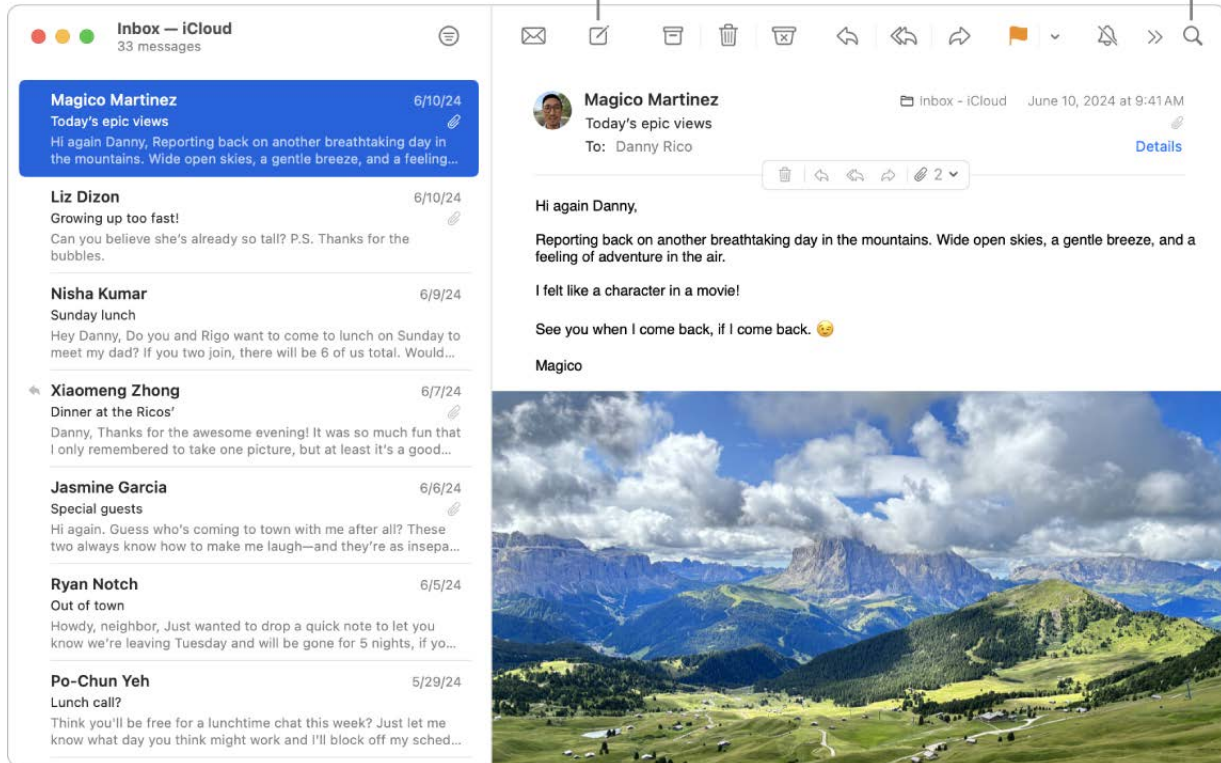 Inbox — iCloud
33 messages
Magico Martinez 6/10/24
Today's epic views
Hi again Danny, Reporting back on another breathtaking day in
the mountains. Wide open skies, a gentle breeze, and a feeling...
Liz Dizon 6/10/24
Growing up too fast!
Can you believe she's already so tall? P.S. Thanks for the
bubbles.
Nisha Kumar 6/9/24
Sunday lunch
Hey Danny, Do you and Rigo want to come to lunch on Sunday to
meet my dad? If you two join, there will be 6 of us total. Would...
Xiaomeng Zhong 6/7/24
Dinner at the Ricos'
Danny, Thanks for the awesome evening! It was so much fun that
I only remembered to take one picture, but at least it's a good...
Jasmine Garcia 6/6/24
Special guests
Hi again. Guess who's coming to town with me after all? These
two always know how to make me laugh—and they're as insepa...
Ryan Notch 6/5/24
Out of town
Howdy, neighbor, Just wanted to drop a quick note to let you
know we're leaving Tuesday and will be gone for 5 nights, if yo...
Po-Chun Yeh 5/29/24
Lunch call?
Think you'll be free for a lunchtime chat this week? Just let me
know what day you think might work and I'll block off my sched...
Magico Martinez Inbox - iCloud June 10, 2024 at 9:41 AM
Today's epic views
To: Danny Rico Details
2
Hi again Danny,
Reporting back on another breathtaking day in the mountains. Wide open skies, a gentle breeze, and a
feeling of adventure in the air.
I felt like a character in a movie!
See you when I come back, if I come back. 😉
Magico